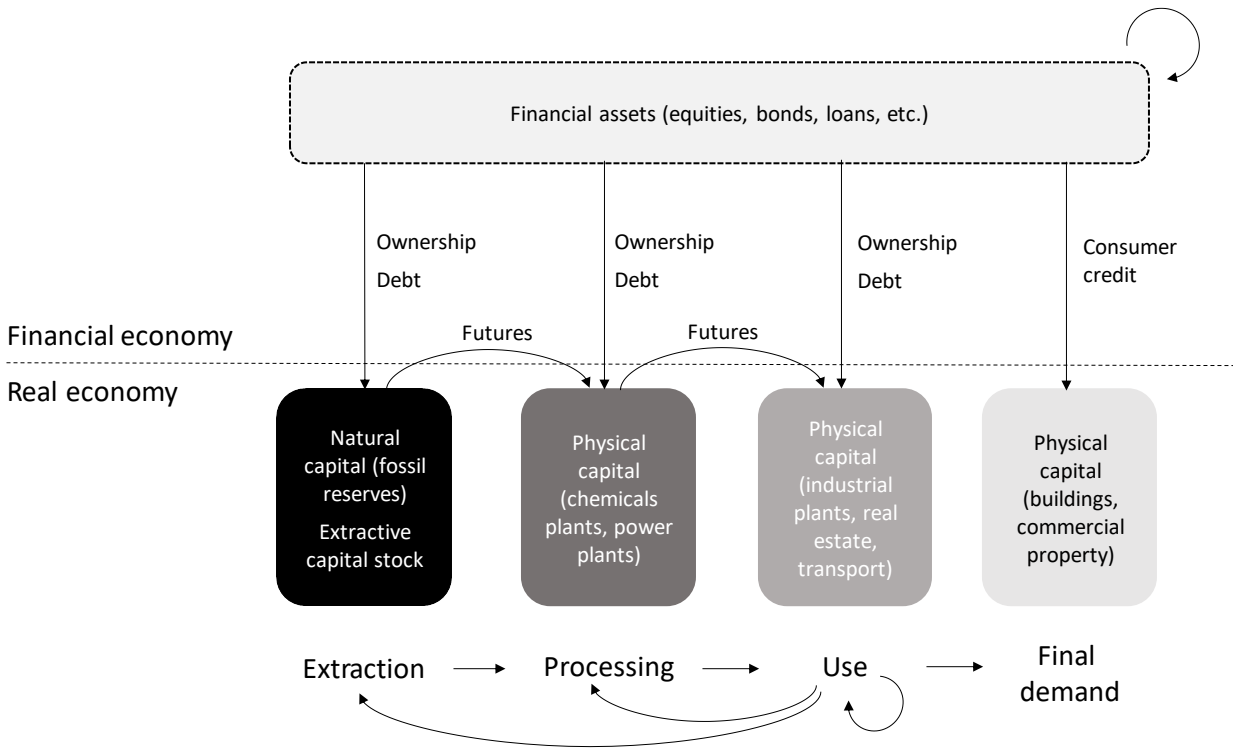 Financial assets (equities, bonds, loans, etc.)
Ownership
Debt
Ownership
Debt
Ownership
Debt
Consumer
credit
Financial economy
Futures
Futures
Real economy
Natural
capital (fossil
reserves)
Extractive
capital stock
Physical
capital
(chemicals
plants, power
plants)
Physical
capital
(industrial
plants, real
estate,
transport)
Physical
capital
(buildings,
commercial
property)
Extraction
Processing
Use
Final
demand